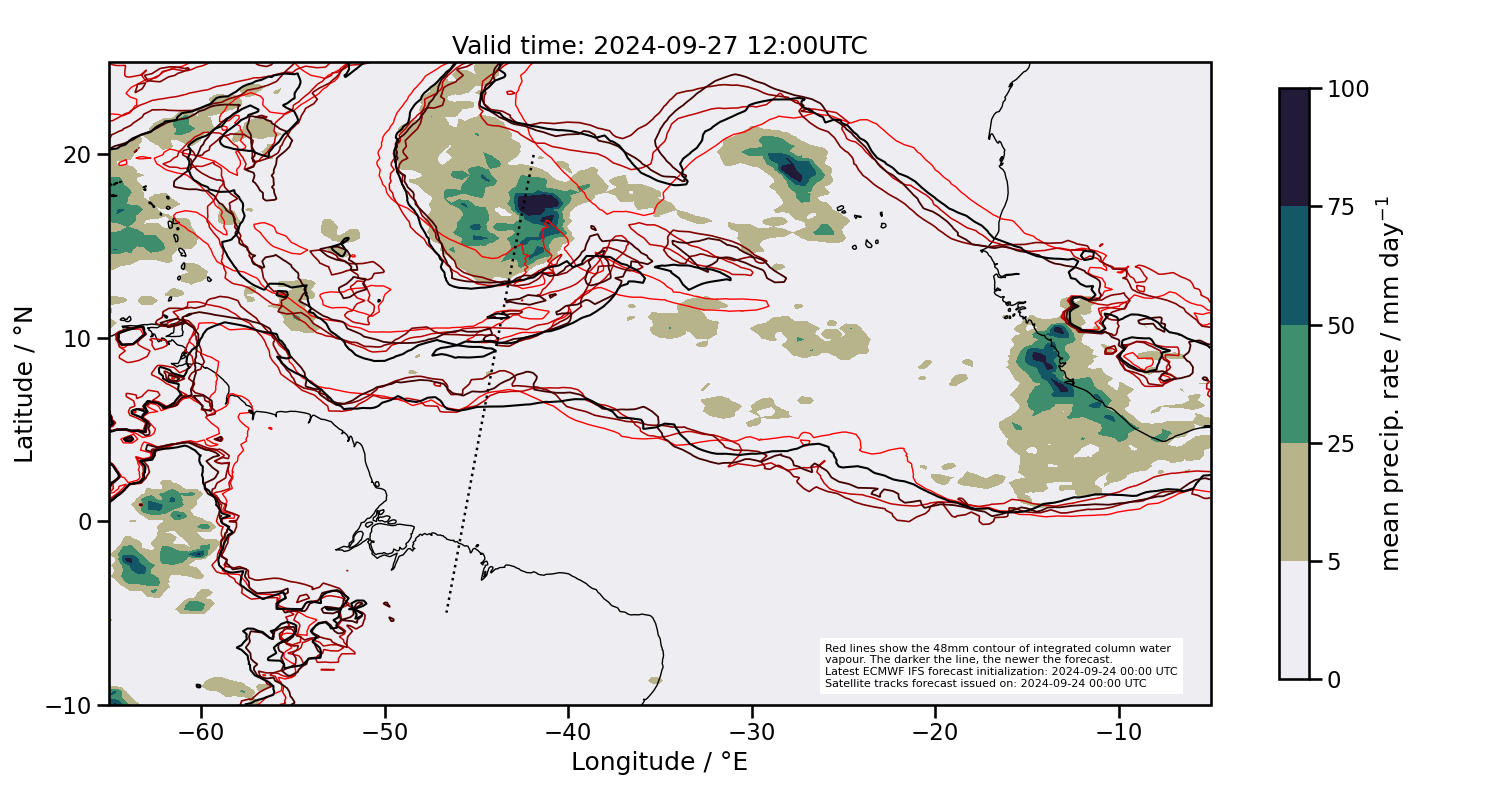 Valid time: 2024-09-27 12:00UTC
Latitude / °N
20
10
0
−10
−60
−50
−40
−30
−20
−10
Longitude / °E
Red lines show the 48mm contour of integrated column water
vapour. The darker the line, the newer the forecast.
Latest ECMWF IFS forecast initialization: 2024-09-24 00:00 UTC
Satellite tracks forecast issued on: 2024-09-24 00:00 UTC
100
75
50
25
5
0
mean precip. rate / mm day⁻¹